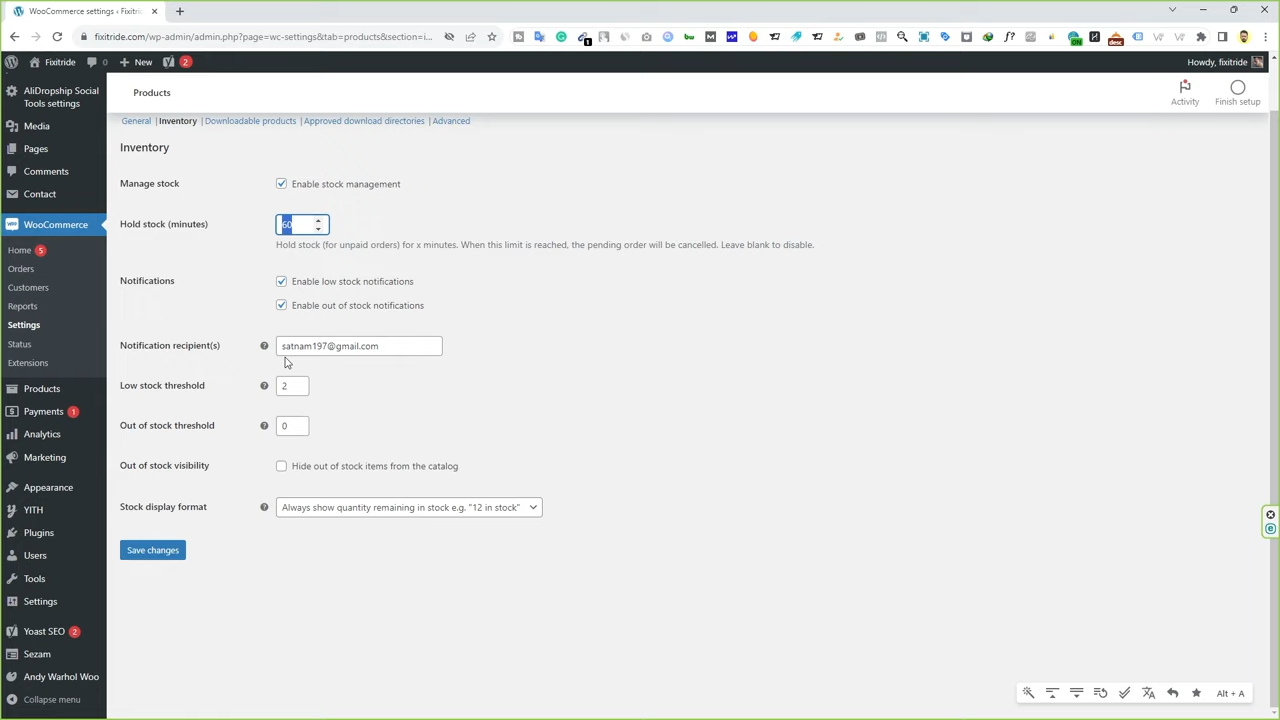 WooCommerce settings ‹ Fixitrid
fixitride.com/wp-admin/admin.php?page=wc-settings&tab=products&section=i...
1
ON
desc
Fixitride
0
New
2
Howdy, fixitride
AliDropship Social
Tools settings
Media
Pages
Comments
Contact
WooCommerce
Home 5
Orders
Customers
Reports
Settings
Status
Extensions
Products
Payments 1
Analytics
Marketing
Appearance
YITH
Plugins
Users
Tools
Settings
Yoast SEO 2
Sezam
Andy Warhol Woo
Collapse menu
Products
Activity
Finish setup
General | Inventory | Downloadable products | Approved download directories | Advanced
Inventory
Manage stock
Enable stock management
Hold stock (minutes)
60
Hold stock (for unpaid orders) for x minutes. When this limit is reached, the pending order will be cancelled. Leave blank to disable.
Notifications
Enable low stock notifications
Enable out of stock notifications
Notification recipient(s)
satnam197@gmail.com
Low stock threshold
2
Out of stock threshold
0
Out of stock visibility
Hide out of stock items from the catalog
Stock display format
Always show quantity remaining in stock e.g. "12 in stock"
Save changes
Alt + A